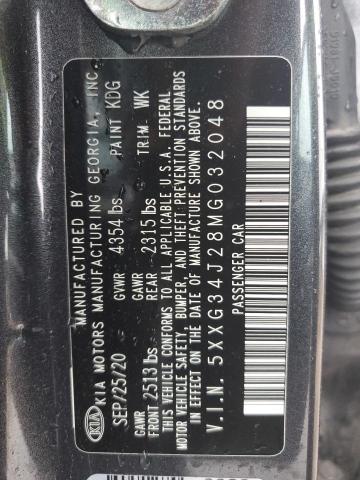 MANUFACTURED BY
KIA KIA MOTORS MANUFACTURING GEORGIA, INC.
SEP/25/20 GVWR: 4354 lbs PAINT KDG
GAWR FRONT 2513 lbs GAWR REAR 2315 lbs TRIM WK
THIS VEHICLE CONFORMS TO ALL APPLICABLE U.S.A. FEDERAL
MOTOR VEHICLE SAFETY, BUMPER, AND THEFT PREVENTION STANDARDS
IN EFFECT ON THE DATE OF MANUFACTURE SHOWN ABOVE.
V.I.N. 5XXG34J28MG032048
PASSENGER CAR